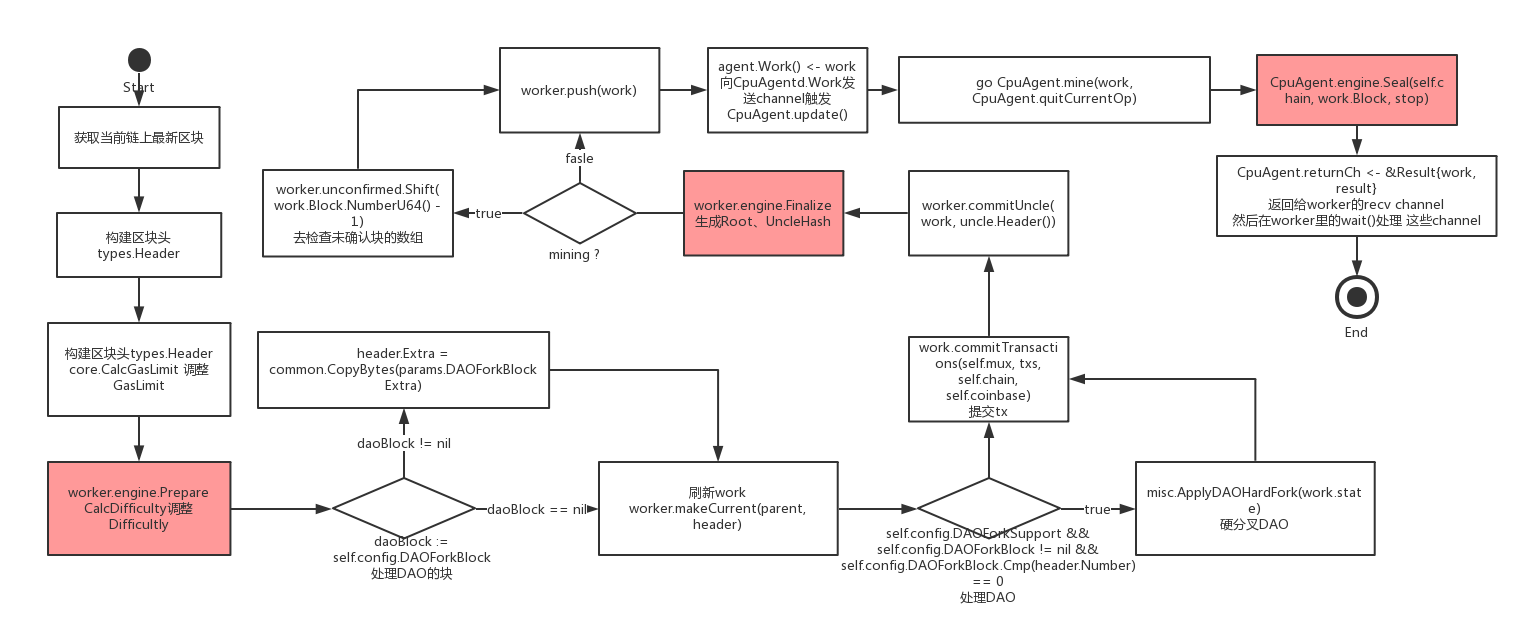 Start
获取当前链上最新区块
构建区块头
types.Header
构建区块头types.Header
core.CalcGasLimit 调整
GasLimit
worker.engine.Prepare
CalcDifficulty调整
Difficultly
daoBlock :=
self.config.DAOForkBlock
处理DAO的块
daoBlock != nil
header.Extra =
common.CopyBytes(params.DAOForkBlock
Extra)
daoBlock == nil
刷新work
worker.makeCurrent(parent,
header)
self.config.DAOForkSupport &&
self.config.DAOForkBlock != nil &&
self.config.DAOForkBlock.Cmp(header.Number)
== 0
处理DAO
true
misc.ApplyDAOHardFork(work.stat
e)
硬分叉DAO
work.commitTransacti
ons(self.mux, txs,
self.chain,
self.coinbase)
提交tx
worker.commitUncle(
work, uncle.Header())
worker.engine.Finalize
生成Root、UncleHash
mining ?
true
worker.unconfirmed.Shift(
work.Block.NumberU64() -
1)
去检查未确认块的数组
fasle
worker.push(work)
agent.Work() <- work
向CpuAgentd.Work发
送channel触发
CpuAgent.update()
go CpuAgent.mine(work,
CpuAgent.quitCurrentOp)
CpuAgent.engine.Seal(self.c
hain, work.Block, stop)
CpuAgent.returnCh <- &Result{work,
result}
返回给worker的recv channel
然后在worker里的wait()处理 这些channel
End